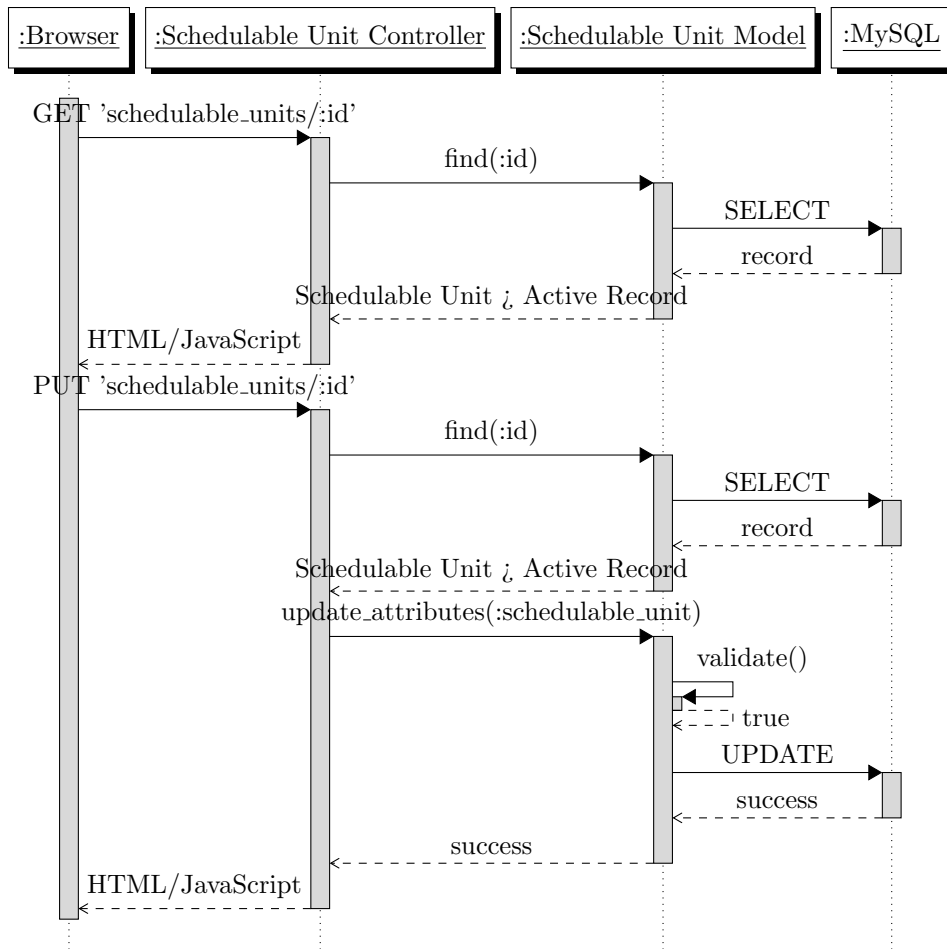 :Browser
:Schedulable Unit Controller
:Schedulable Unit Model
:MySQL
GET ’schedulable_units/:id’
find(:id)
SELECT
record
Schedulable Unit ¿ Active Record
HTML/JavaScript
PUT ’schedulable_units/:id’
find(:id)
SELECT
record
Schedulable Unit ¿ Active Record
update_attributes(:schedulable_unit)
validate()
true
UPDATE
success
success
HTML/JavaScript